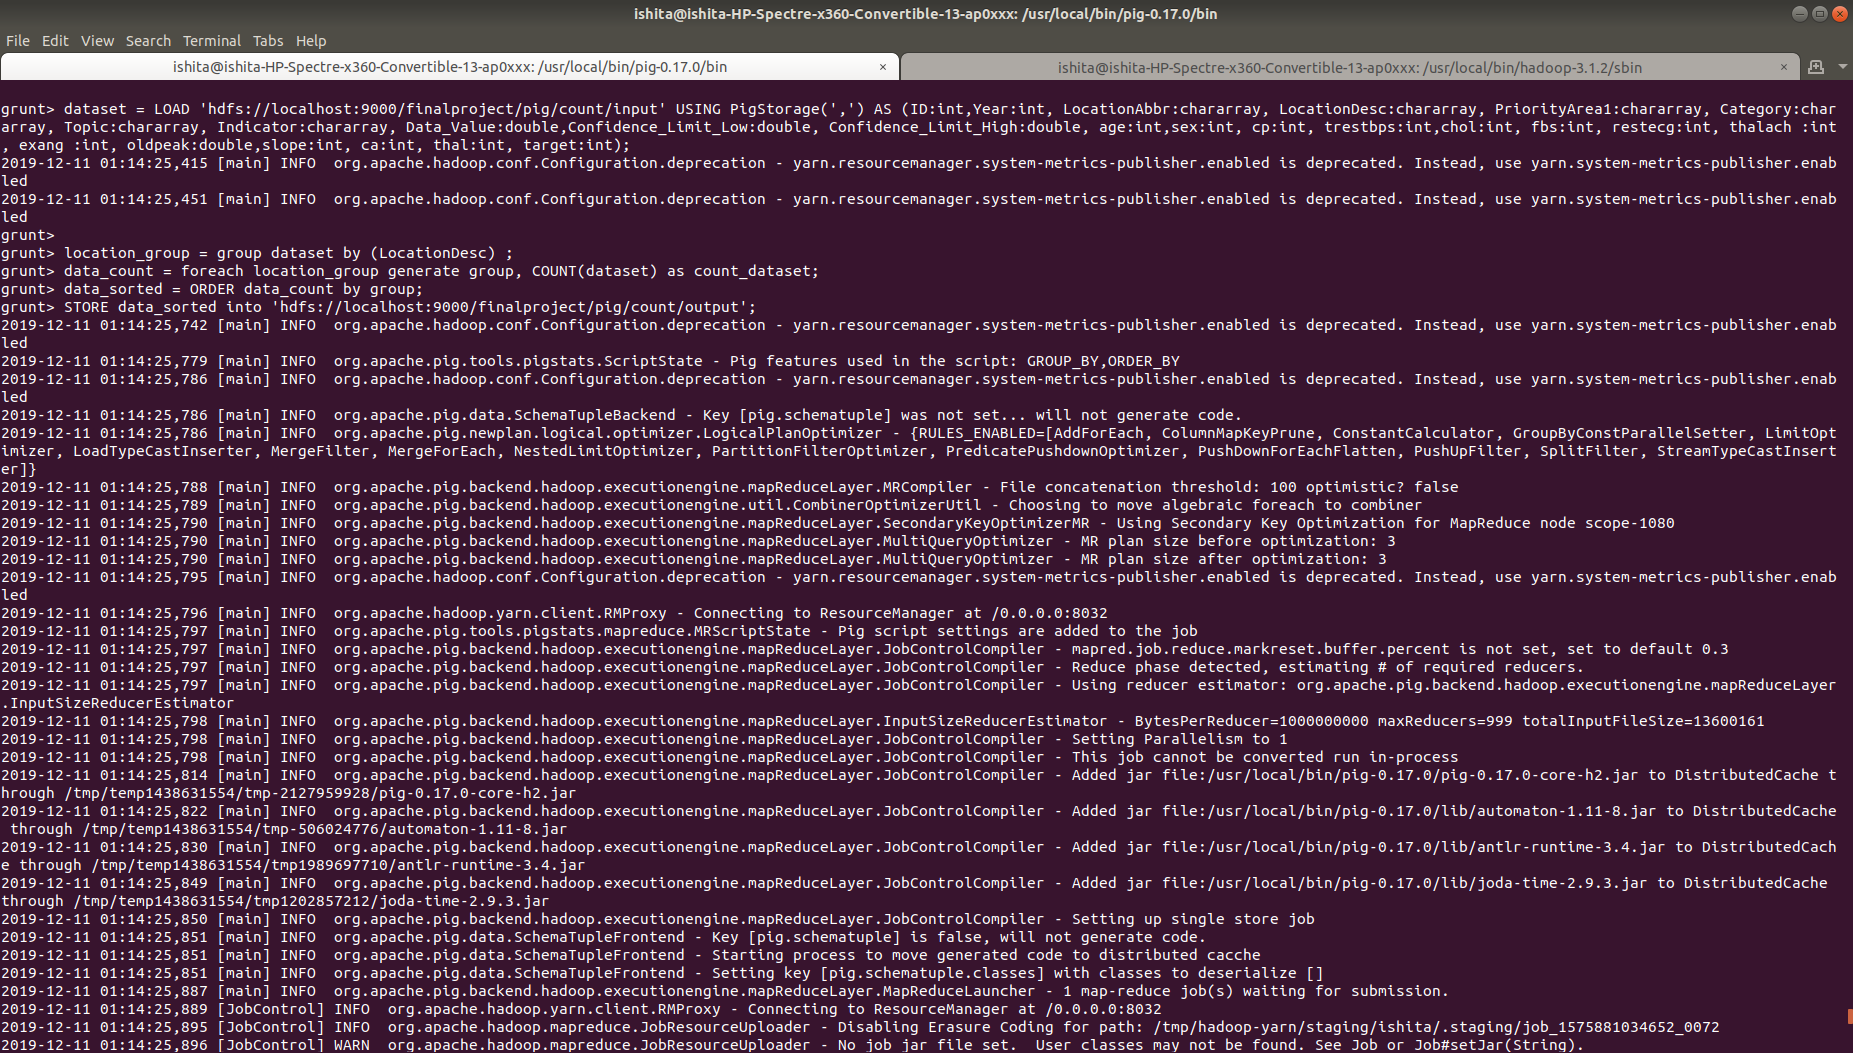 ishita@ishita-HP-Spectre-x360-Convertible-13-ap0xxx: /usr/local/bin/pig-0.17.0/bin
File Edit View Search Terminal Tabs Help
ishita@ishita-HP-Spectre-x360-Convertible-13-ap0xxx: /usr/local/bin/pig-0.17.0/bin × ishita@ishita-HP-Spectre-x360-Convertible-13-ap0xxx: /usr/local/bin/hadoop-3.1.2/sbin ×
grunt> dataset = LOAD 'hdfs://localhost:9000/finalproject/pig/count/input' USING PigStorage(',') AS (ID:int,Year:int, LocationAbbr:chararray, LocationDesc:chararray, PriorityArea1:chararray, Category:char
array, Topic:chararray, Indicator:chararray, Data_Value:double,Confidence_Limit_Low:double, Confidence_Limit_High:double, age:int,sex:int, cp:int, trestbps:int,chol:int, fbs:int, restecg:int, thalach :int
, exang :int, oldpeak:double,slope:int, ca:int, thal:int, target:int);
2019-12-11 01:14:25,415 [main] INFO  org.apache.hadoop.conf.Configuration.deprecation - yarn.resourcemanager.system-metrics-publisher.enabled is deprecated. Instead, use yarn.system-metrics-publisher.enab
led
2019-12-11 01:14:25,451 [main] INFO  org.apache.hadoop.conf.Configuration.deprecation - yarn.resourcemanager.system-metrics-publisher.enabled is deprecated. Instead, use yarn.system-metrics-publisher.enab
led
grunt>
grunt> location_group = group dataset by (LocationDesc) ;
grunt> data_count = foreach location_group generate group, COUNT(dataset) as count_dataset;
grunt> data_sorted = ORDER data_count by group;
grunt> STORE data_sorted into 'hdfs://localhost:9000/finalproject/pig/count/output';
2019-12-11 01:14:25,742 [main] INFO  org.apache.hadoop.conf.Configuration.deprecation - yarn.resourcemanager.system-metrics-publisher.enabled is deprecated. Instead, use yarn.system-metrics-publisher.enab
led
2019-12-11 01:14:25,779 [main] INFO  org.apache.pig.tools.pigstats.ScriptState - Pig features used in the script: GROUP_BY,ORDER_BY
2019-12-11 01:14:25,786 [main] INFO  org.apache.hadoop.conf.Configuration.deprecation - yarn.resourcemanager.system-metrics-publisher.enabled is deprecated. Instead, use yarn.system-metrics-publisher.enab
led
2019-12-11 01:14:25,786 [main] INFO  org.apache.pig.data.SchemaTupleBackend - Key [pig.schematuple] was not set... will not generate code.
2019-12-11 01:14:25,786 [main] INFO  org.apache.pig.newplan.logical.optimizer.LogicalPlanOptimizer - {RULES_ENABLED=[AddForEach, ColumnMapKeyPrune, ConstantCalculator, GroupByConstParallelSetter, LimitOpt
imizer, LoadTypeCastInserter, MergeFilter, MergeForEach, NestedLimitOptimizer, PartitionFilterOptimizer, PredicatePushdownOptimizer, PushDownForEachFlatten, PushUpFilter, SplitFilter, StreamTypeCastInsert
er]}
2019-12-11 01:14:25,788 [main] INFO  org.apache.pig.backend.hadoop.executionengine.mapReduceLayer.MRCompiler - File concatenation threshold: 100 optimistic? false
2019-12-11 01:14:25,789 [main] INFO  org.apache.pig.backend.hadoop.executionengine.util.CombinerOptimizerUtil - Choosing to move algebraic foreach to combiner
2019-12-11 01:14:25,790 [main] INFO  org.apache.pig.backend.hadoop.executionengine.mapReduceLayer.SecondaryKeyOptimizerMR - Using Secondary Key Optimization for MapReduce node scope-1080
2019-12-11 01:14:25,790 [main] INFO  org.apache.pig.backend.hadoop.executionengine.mapReduceLayer.MultiQueryOptimizer - MR plan size before optimization: 3
2019-12-11 01:14:25,790 [main] INFO  org.apache.pig.backend.hadoop.executionengine.mapReduceLayer.MultiQueryOptimizer - MR plan size after optimization: 3
2019-12-11 01:14:25,795 [main] INFO  org.apache.hadoop.conf.Configuration.deprecation - yarn.resourcemanager.system-metrics-publisher.enabled is deprecated. Instead, use yarn.system-metrics-publisher.enab
led
2019-12-11 01:14:25,796 [main] INFO  org.apache.hadoop.yarn.client.RMProxy - Connecting to ResourceManager at /0.0.0.0:8032
2019-12-11 01:14:25,797 [main] INFO  org.apache.pig.tools.pigstats.mapreduce.MRScriptState - Pig script settings are added to the job
2019-12-11 01:14:25,797 [main] INFO  org.apache.pig.backend.hadoop.executionengine.mapReduceLayer.JobControlCompiler - mapred.job.reduce.markreset.buffer.percent is not set, set to default 0.3
2019-12-11 01:14:25,797 [main] INFO  org.apache.pig.backend.hadoop.executionengine.mapReduceLayer.JobControlCompiler - Reduce phase detected, estimating # of required reducers.
2019-12-11 01:14:25,797 [main] INFO  org.apache.pig.backend.hadoop.executionengine.mapReduceLayer.JobControlCompiler - Using reducer estimator: org.apache.pig.backend.hadoop.executionengine.mapReduceLayer
.InputSizeReducerEstimator
2019-12-11 01:14:25,798 [main] INFO  org.apache.pig.backend.hadoop.executionengine.mapReduceLayer.InputSizeReducerEstimator - BytesPerReducer=1000000000 maxReducers=999 totalInputFileSize=13600161
2019-12-11 01:14:25,798 [main] INFO  org.apache.pig.backend.hadoop.executionengine.mapReduceLayer.JobControlCompiler - Setting Parallelism to 1
2019-12-11 01:14:25,798 [main] INFO  org.apache.pig.backend.hadoop.executionengine.mapReduceLayer.JobControlCompiler - This job cannot be converted run in-process
2019-12-11 01:14:25,814 [main] INFO  org.apache.pig.backend.hadoop.executionengine.mapReduceLayer.JobControlCompiler - Added jar file:/usr/local/bin/pig-0.17.0/pig-0.17.0-core-h2.jar to DistributedCache t
hrough /tmp/temp1438631554/tmp-2127959928/pig-0.17.0-core-h2.jar
2019-12-11 01:14:25,822 [main] INFO  org.apache.pig.backend.hadoop.executionengine.mapReduceLayer.JobControlCompiler - Added jar file:/usr/local/bin/pig-0.17.0/lib/automaton-1.11-8.jar to DistributedCache
 through /tmp/temp1438631554/tmp-506024776/automaton-1.11-8.jar
2019-12-11 01:14:25,830 [main] INFO  org.apache.pig.backend.hadoop.executionengine.mapReduceLayer.JobControlCompiler - Added jar file:/usr/local/bin/pig-0.17.0/lib/antlr-runtime-3.4.jar to DistributedCach
e through /tmp/temp1438631554/tmp1989697710/antlr-runtime-3.4.jar
2019-12-11 01:14:25,849 [main] INFO  org.apache.pig.backend.hadoop.executionengine.mapReduceLayer.JobControlCompiler - Added jar file:/usr/local/bin/pig-0.17.0/lib/joda-time-2.9.3.jar to DistributedCache
through /tmp/temp1438631554/tmp1202857212/joda-time-2.9.3.jar
2019-12-11 01:14:25,850 [main] INFO  org.apache.pig.backend.hadoop.executionengine.mapReduceLayer.JobControlCompiler - Setting up single store job
2019-12-11 01:14:25,851 [main] INFO  org.apache.pig.data.SchemaTupleFrontend - Key [pig.schematuple] is false, will not generate code.
2019-12-11 01:14:25,851 [main] INFO  org.apache.pig.data.SchemaTupleFrontend - Starting process to move generated code to distributed cacche
2019-12-11 01:14:25,851 [main] INFO  org.apache.pig.data.SchemaTupleFrontend - Setting key [pig.schematuple.classes] with classes to deserialize []
2019-12-11 01:14:25,887 [main] INFO  org.apache.pig.backend.hadoop.executionengine.mapReduceLayer.MapReduceLauncher - 1 map-reduce job(s) waiting for submission.
2019-12-11 01:14:25,889 [JobControl] INFO  org.apache.hadoop.yarn.client.RMProxy - Connecting to ResourceManager at /0.0.0.0:8032
2019-12-11 01:14:25,895 [JobControl] INFO  org.apache.hadoop.mapreduce.JobResourceUploader - Disabling Erasure Coding for path: /tmp/hadoop-yarn/staging/ishita/.staging/job_1575881034652_0072
2019-12-11 01:14:25,896 [JobControl] WARN  org.apache.hadoop.mapreduce.JobResourceUploader - No job jar file set.  User classes may not be found. See Job or Job#setJar(String).